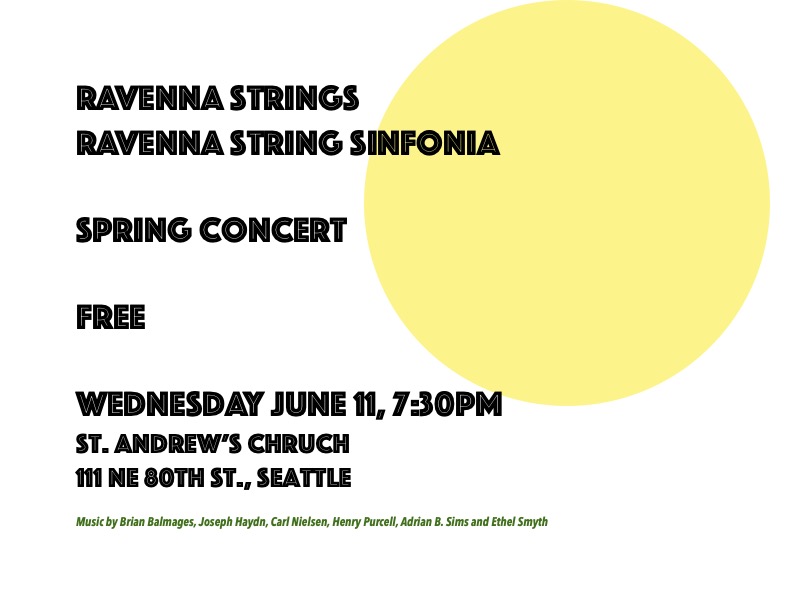 RAVENNA STRINGS
RAVENNA STRING SINFONIA
SPRING CONCERT
FREE
WEDNESDAY JUNE 11, 7:30PM
ST. ANDREW'S CHRUCH
111 NE 80TH ST., SEATTLE
Music by Brian Balmages, Joseph Haydn, Carl Nielsen, Henry Purcell, Adrian B. Sims and Ethel Smyth